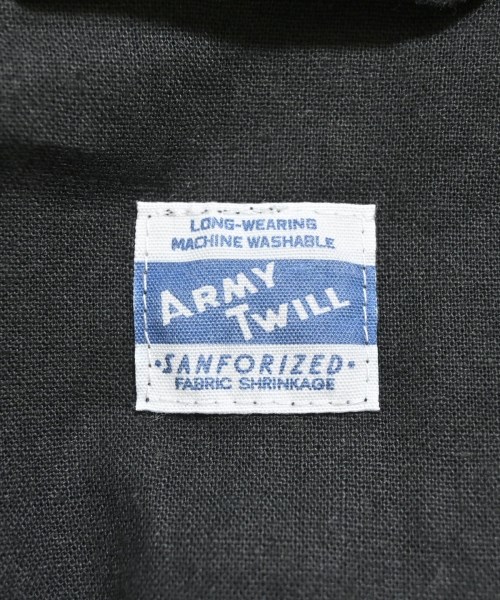 LONG-WEARING
MACHINE WASHABLE
ARMY
TWILL
·SANFORIZED·
FABRIC SHRINKAGE